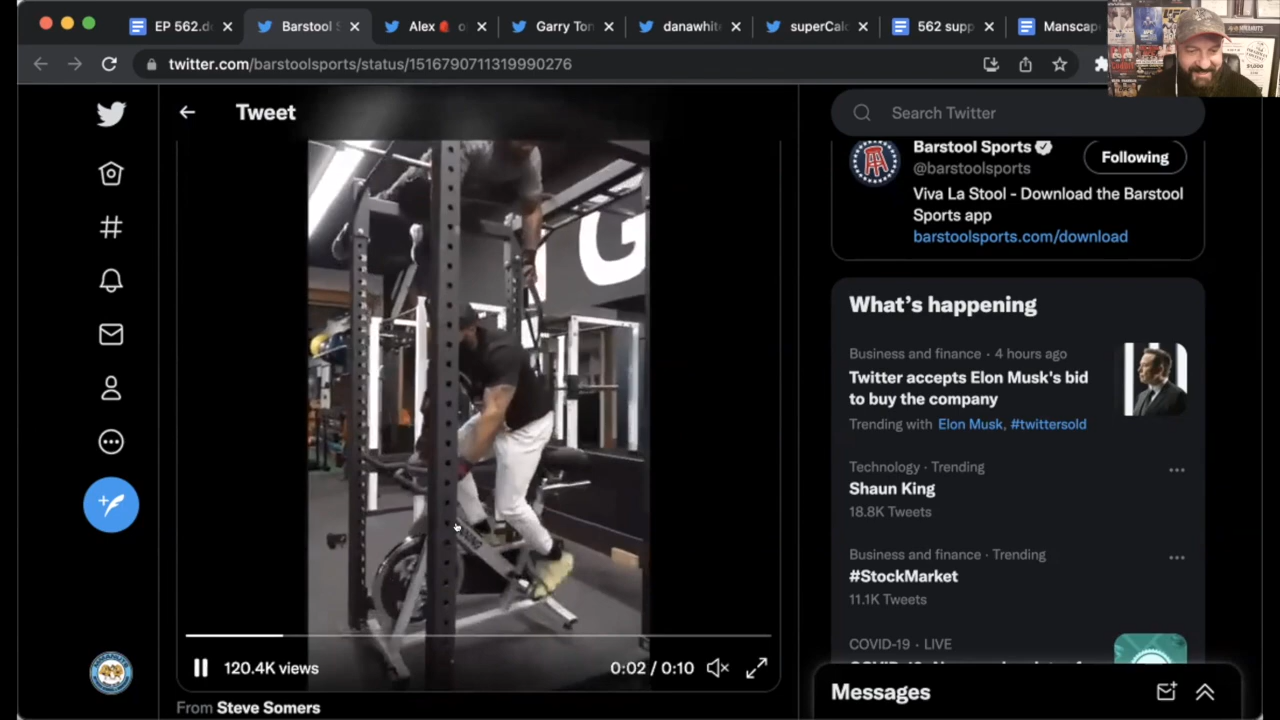 EP 562.do
Barstool S
Alex
o
Garry Ton
danawhite
superCalo
562 supp
Manscape
twitter.com/barstoolsports/status/1516790711319990276
Tweet
Search Twitter
Barstool Sports
@barstoolsports
Following
Viva La Stool - Download the Barstool
Sports app
barstoolsports.com/download
G
What's happening
Business and finance · 4 hours ago
Twitter accepts Elon Musk's bid
to buy the company
Trending with Elon Musk, #twittersold
Technology · Trending
Shaun King
18.8K Tweets
Business and finance · Trending
#StockMarket
11.1K Tweets
COVID-19 · LIVE
120.4K views
0:02 / 0:10
From Steve Somers
Messages